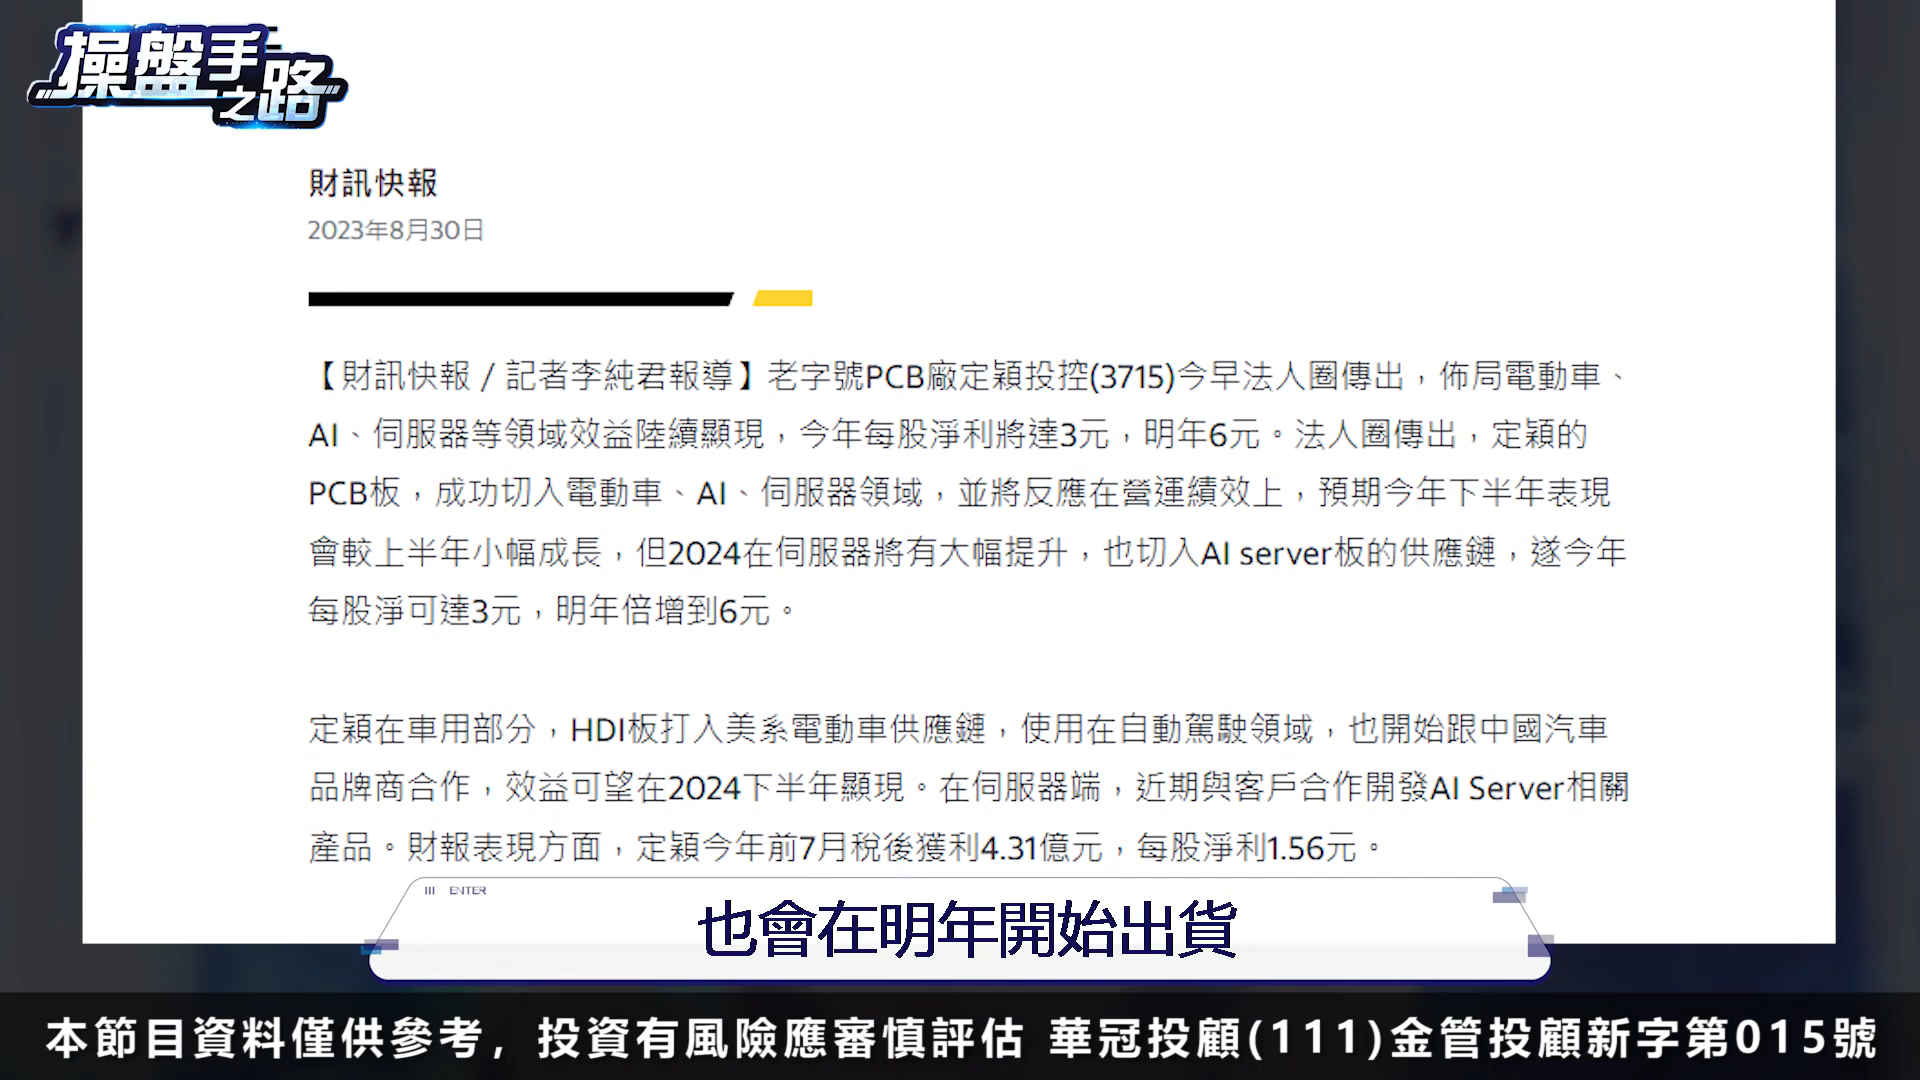 操盤手之路
財訊快報
2023年8月30日
【財訊快報／記者李純君報導】老字號PCB廠定穎投控(3715)今早法人圈傳出，佈局電動車、
AI、伺服器等領域效益陸續顯現，今年每股淨利將達3元，明年6元。法人圈傳出，定穎的
PCB板，成功切入電動車、AI、伺服器領域，並將反應在營運績效上，預期今年下半年表現
會較上半年小幅成長，但2024在伺服器將有大幅提升，也切入AI server板的供應鏈，遂今年
每股淨可達3元，明年倍增到6元。
定穎在車用部分，HDI板打入美系電動車供應鏈，使用在自動駕駛領域，也開始跟中國汽車
品牌商合作，效益可望在2024下半年顯現。在伺服器端，近期與客戶合作開發AI Server相關
產品。財報表現方面，定穎今年前7月稅後獲利4.31億元，每股淨利1.56元。
III ENTER
也會在明年開始出貨
本節目資料僅供參考，投資有風險應審慎評估 華冠投顧(111)金管投顧新字第015號